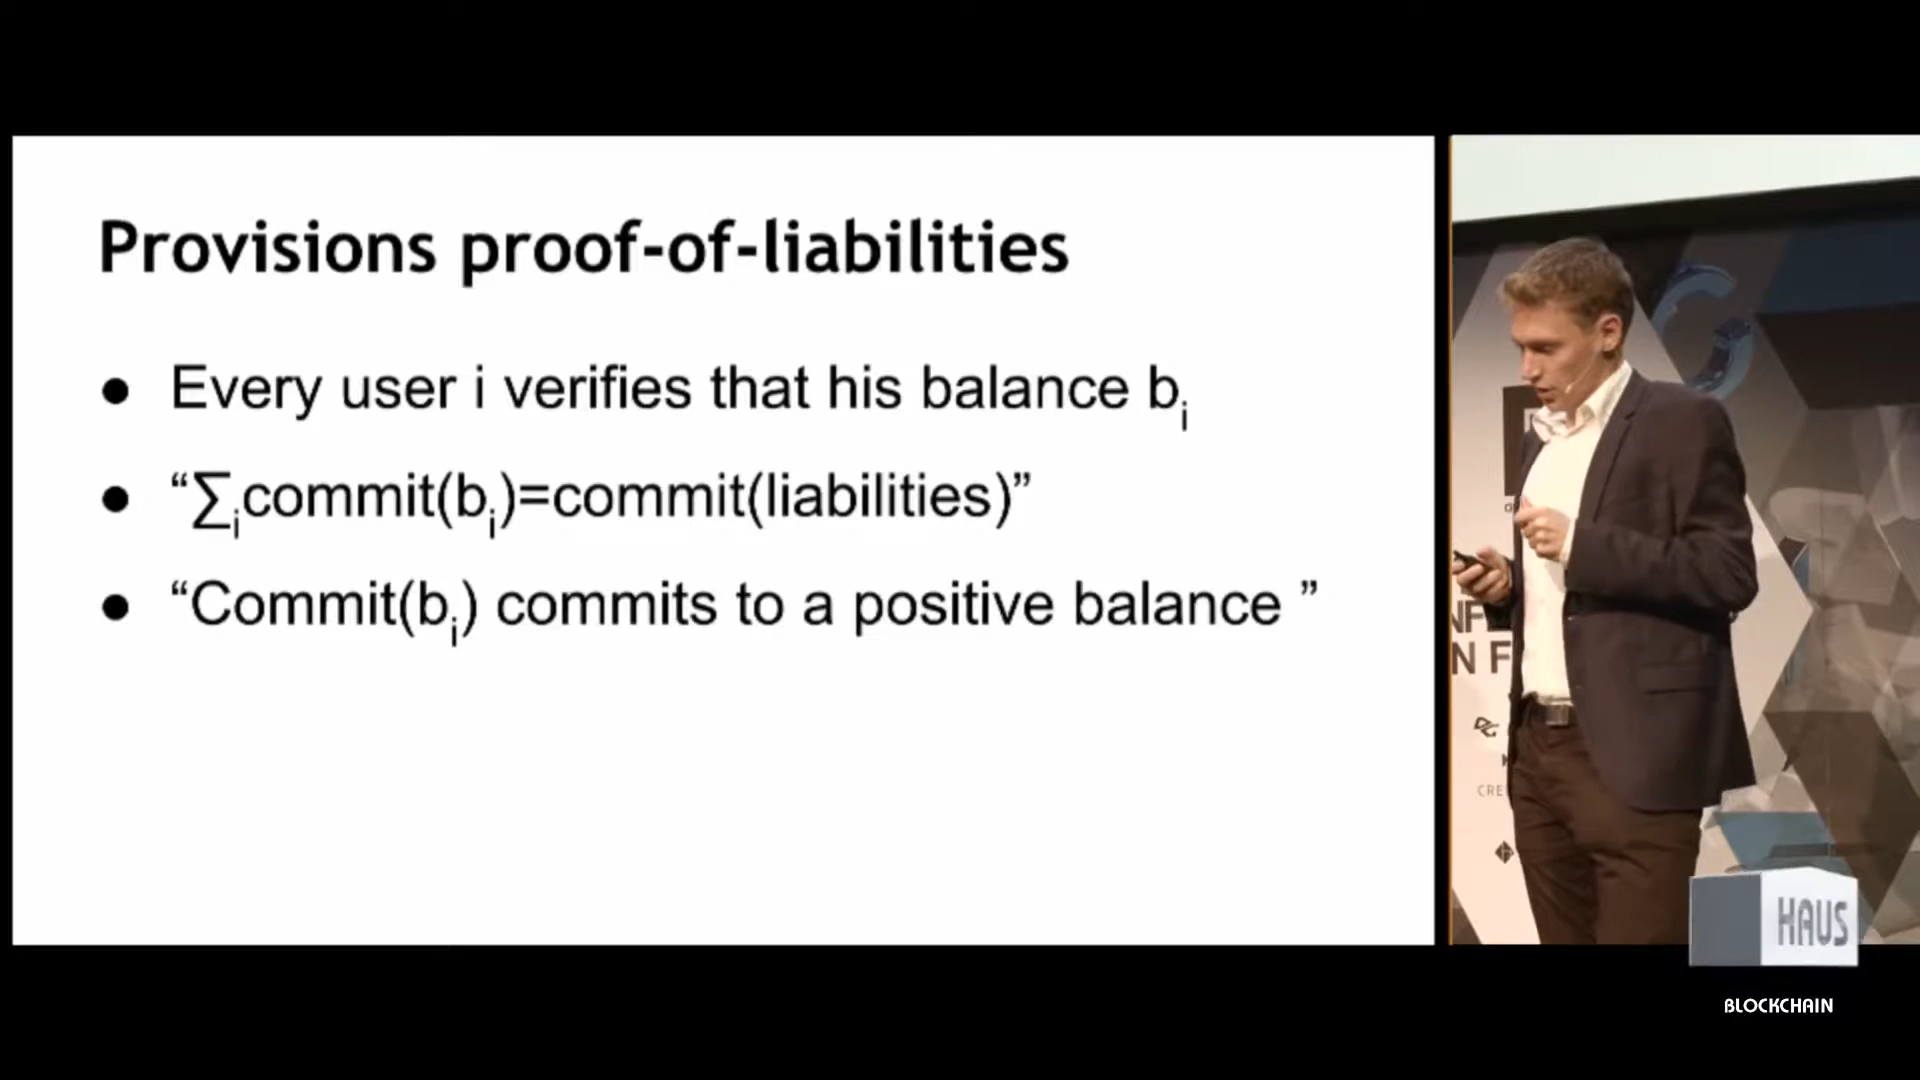 Provisions proof-of-liabilities
● Every user i verifies that his balance bᵢ
● “∑ᵢcommit(bᵢ)=commit(liabilities)”
● “Commit(bᵢ) commits to a positive balance ”
N F
CRE
HAUS
BLOCKCHAIN